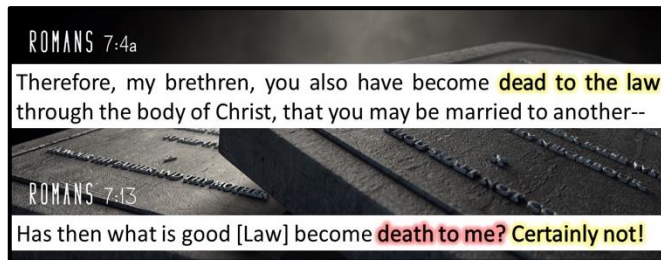 ROMANS 7:4a
Therefore, my brethren, you also have become dead to the law
through the body of Christ, that you may be married to another--
ROMANS 7:13
Has then what is good [Law] become death to me? Certainly not!